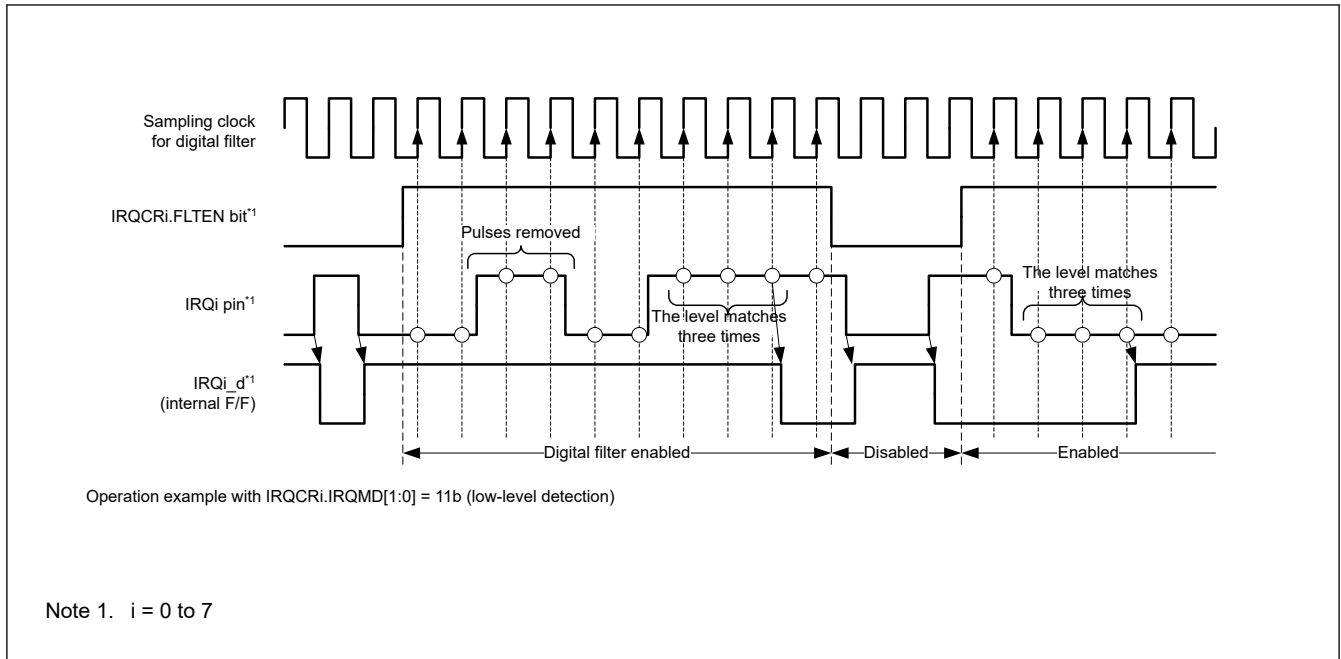 Sampling clock
for digital filter
IRQCRi.FLTEN bit*1
Pulses removed
IRQi pin*1
The level matches
three times
The level matches
three times
IRQi_d*1
(internal F/F)
Digital filter enabled
Disabled
Enabled
Operation example with IRQCRi.IRQMD[1:0] = 11b (low-level detection)
Note 1. i = 0 to 7